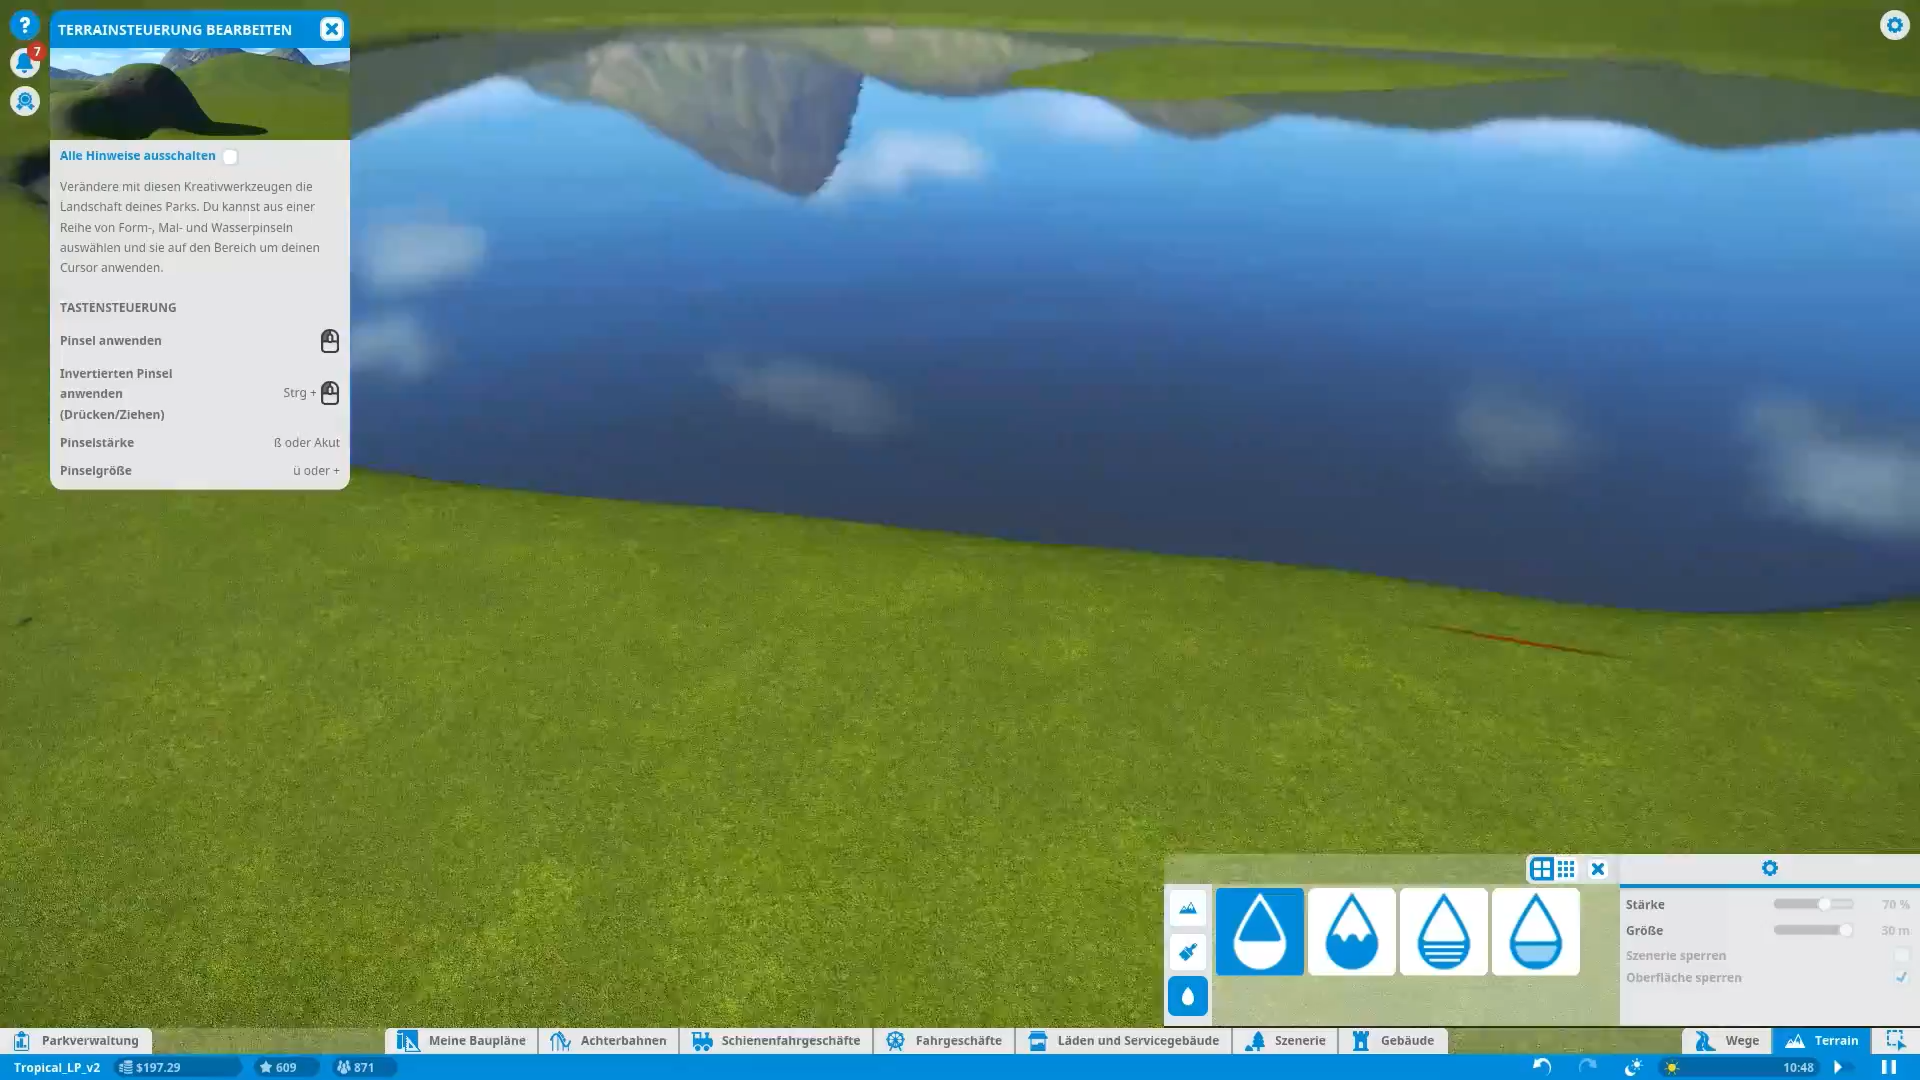 TERRAINSTEUERUNG BEARBEITEN
7
Alle Hinweise ausschalten
Verändere mit diesen Kreativwerkzeugen die
Landschaft deines Parks. Du kannst aus einer
Reihe von Form-, Mal- und Wasserpinseln
auswählen und sie auf den Bereich um deinen
Cursor anwenden.
TASTENSTEUERUNG
Pinsel anwenden
Invertierten Pinsel
anwenden
(Drücken/Ziehen)
Strg +
Pinselstärke ß oder Akut
Pinselgröße ü oder +
Stärke 70 %
Größe 30 m
Szenerie sperren
Oberfläche sperren
Parkverwaltung Meine Baupläne Achterbahnen Schienenfahrgeschäfte Fahrgeschäfte Läden und Servicegebäude Szenerie Gebäude Wege Terrain
Tropical_LP_v2 $197.29 609 871 10:48